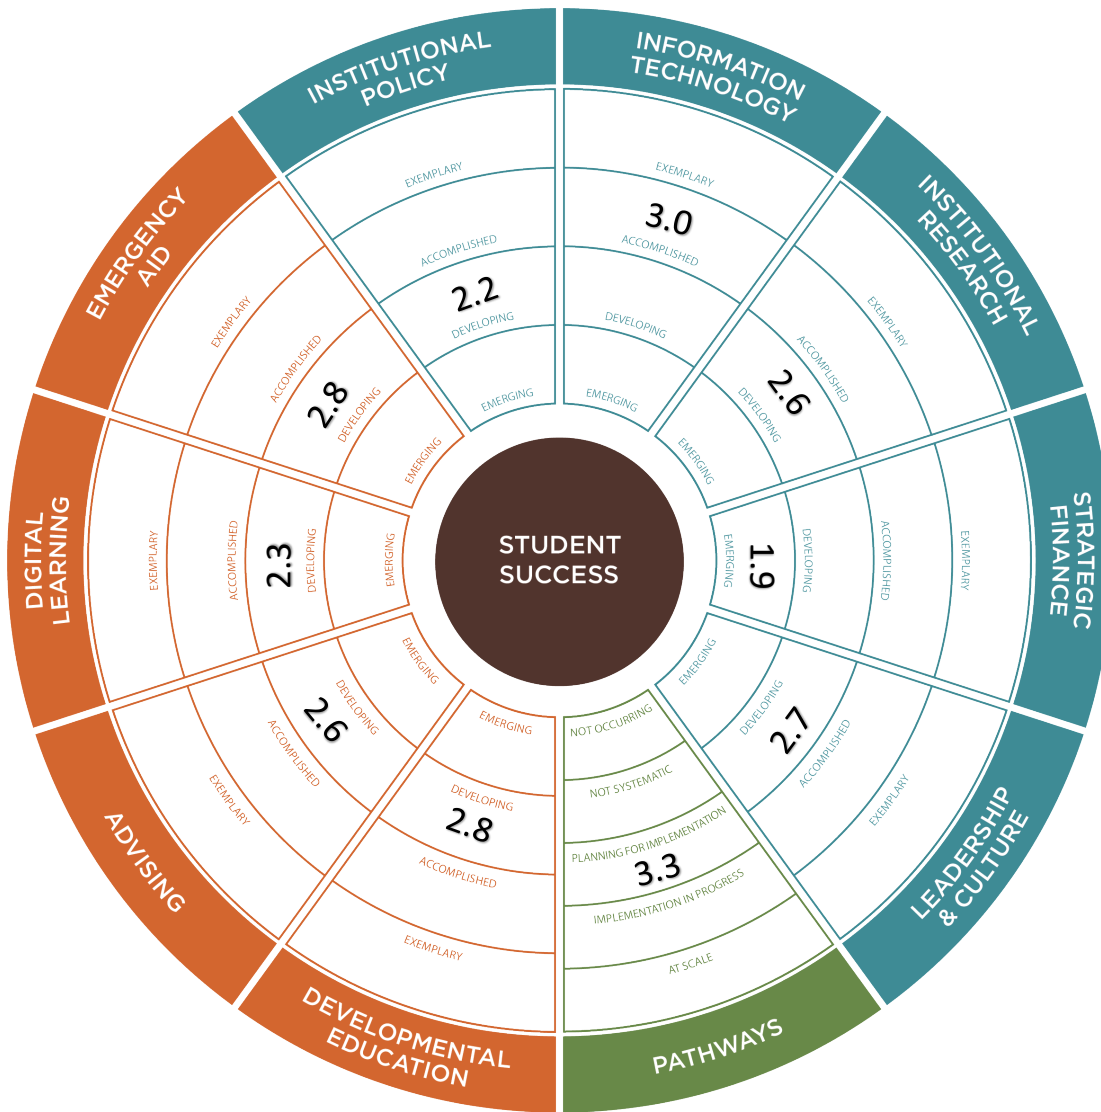 INSTITUTIONAL
POLICY
EXEMPLARY
ACCOMPLISHED
2.2
DEVELOPING
EMERGING
INFORMATION
TECHNOLOGY
EXEMPLARY
3.0
ACCOMPLISHED
DEVELOPING
EMERGING
INSTITUTIONAL
RESEARCH
EXEMPLARY
ACCOMPLISHED
2.6
DEVELOPING
EMERGING
STRATEGIC
FINANCE
EXEMPLARY
ACCOMPLISHED
DEVELOPING
1.9
EMERGING
LEADERSHIP
& CULTURE
EMERGING
DEVELOPING
2.7
ACCOMPLISHED
EXEMPLARY
NOT OCCURRING
NOT SYSTEMATIC
PLANNING FOR IMPLEMENTATION
3.3
IMPLEMENTATION IN PROGRESS
AT SCALE
PATHWAYS
EMERGING
DEVELOPING
2.8
ACCOMPLISHED
EXEMPLARY
DEVELOPMENTAL
EDUCATION
EMERGING
DEVELOPING
2.6
ACCOMPLISHED
EXEMPLARY
ADVISING
DIGITAL
LEARNING
EXEMPLARY
ACCOMPLISHED
2.3
DEVELOPING
EMERGING
EMERGENCY
AID
EXEMPLARY
ACCOMPLISHED
2.8
DEVELOPING
EMERGING
STUDENT
SUCCESS